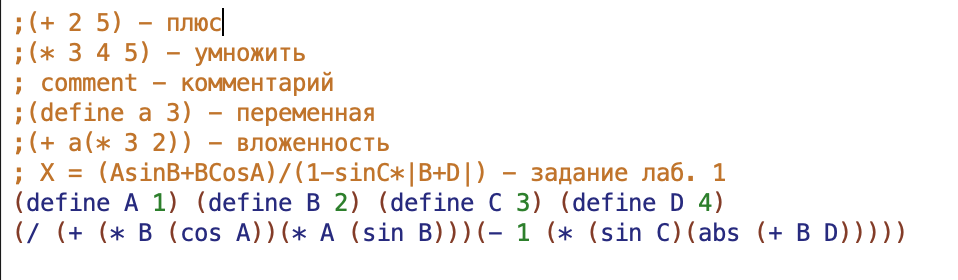 ;(+ 2 5) – плюс
;(* 3 4 5) – умножить
; comment – комментарий
;(define a 3) – переменная
;(+ a(* 3 2)) – вложенность
; X = (AsinB+BCosA)/(1–sinC*|B+D|) – задание лаб. 1
(define A 1) (define B 2) (define C 3) (define D 4)
(/ (+ (* B (cos A))(* A (sin B)))(– 1 (* (sin C)(abs (+ B D)))))